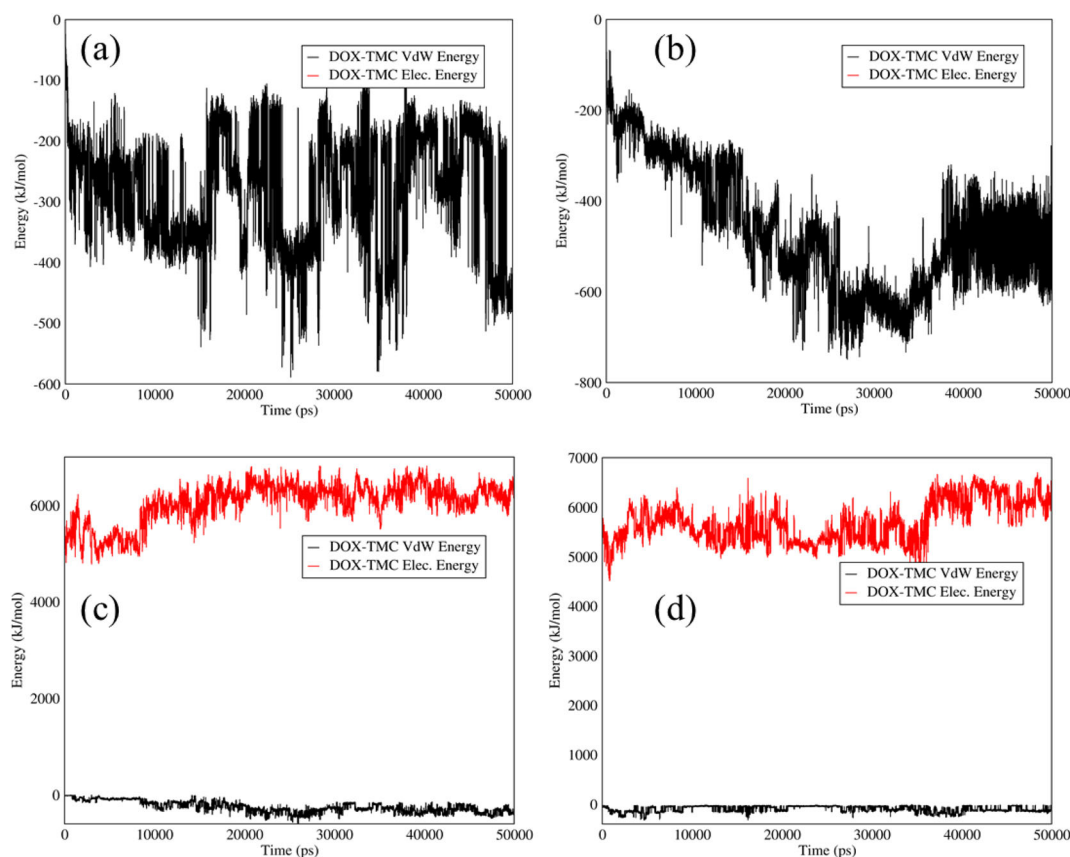 (a)
DOX-TMC VdW Energy
DOX-TMC Elec. Energy
0
-100
-200
-300
-400
-500
-600
Energy (kJ/mol)
0 10000 20000 30000 40000 50000
Time (ps)
(b)
DOX-TMC VdW Energy
DOX-TMC Elec. Energy
0
-200
-400
-600
-800
Energy (kJ/mol)
0 10000 20000 30000 40000 50000
Time (ps)
(c)
DOX-TMC VdW Energy
DOX-TMC Elec. Energy
6000
4000
2000
0
Energy (kJ/mol)
0 10000 20000 30000 40000 50000
Time (ps)
(d)
DOX-TMC VdW Energy
DOX-TMC Elec. Energy
7000
6000
5000
4000
3000
2000
1000
0
Energy (kJ/mol)
0 10000 20000 30000 40000 50000
Time (ps)